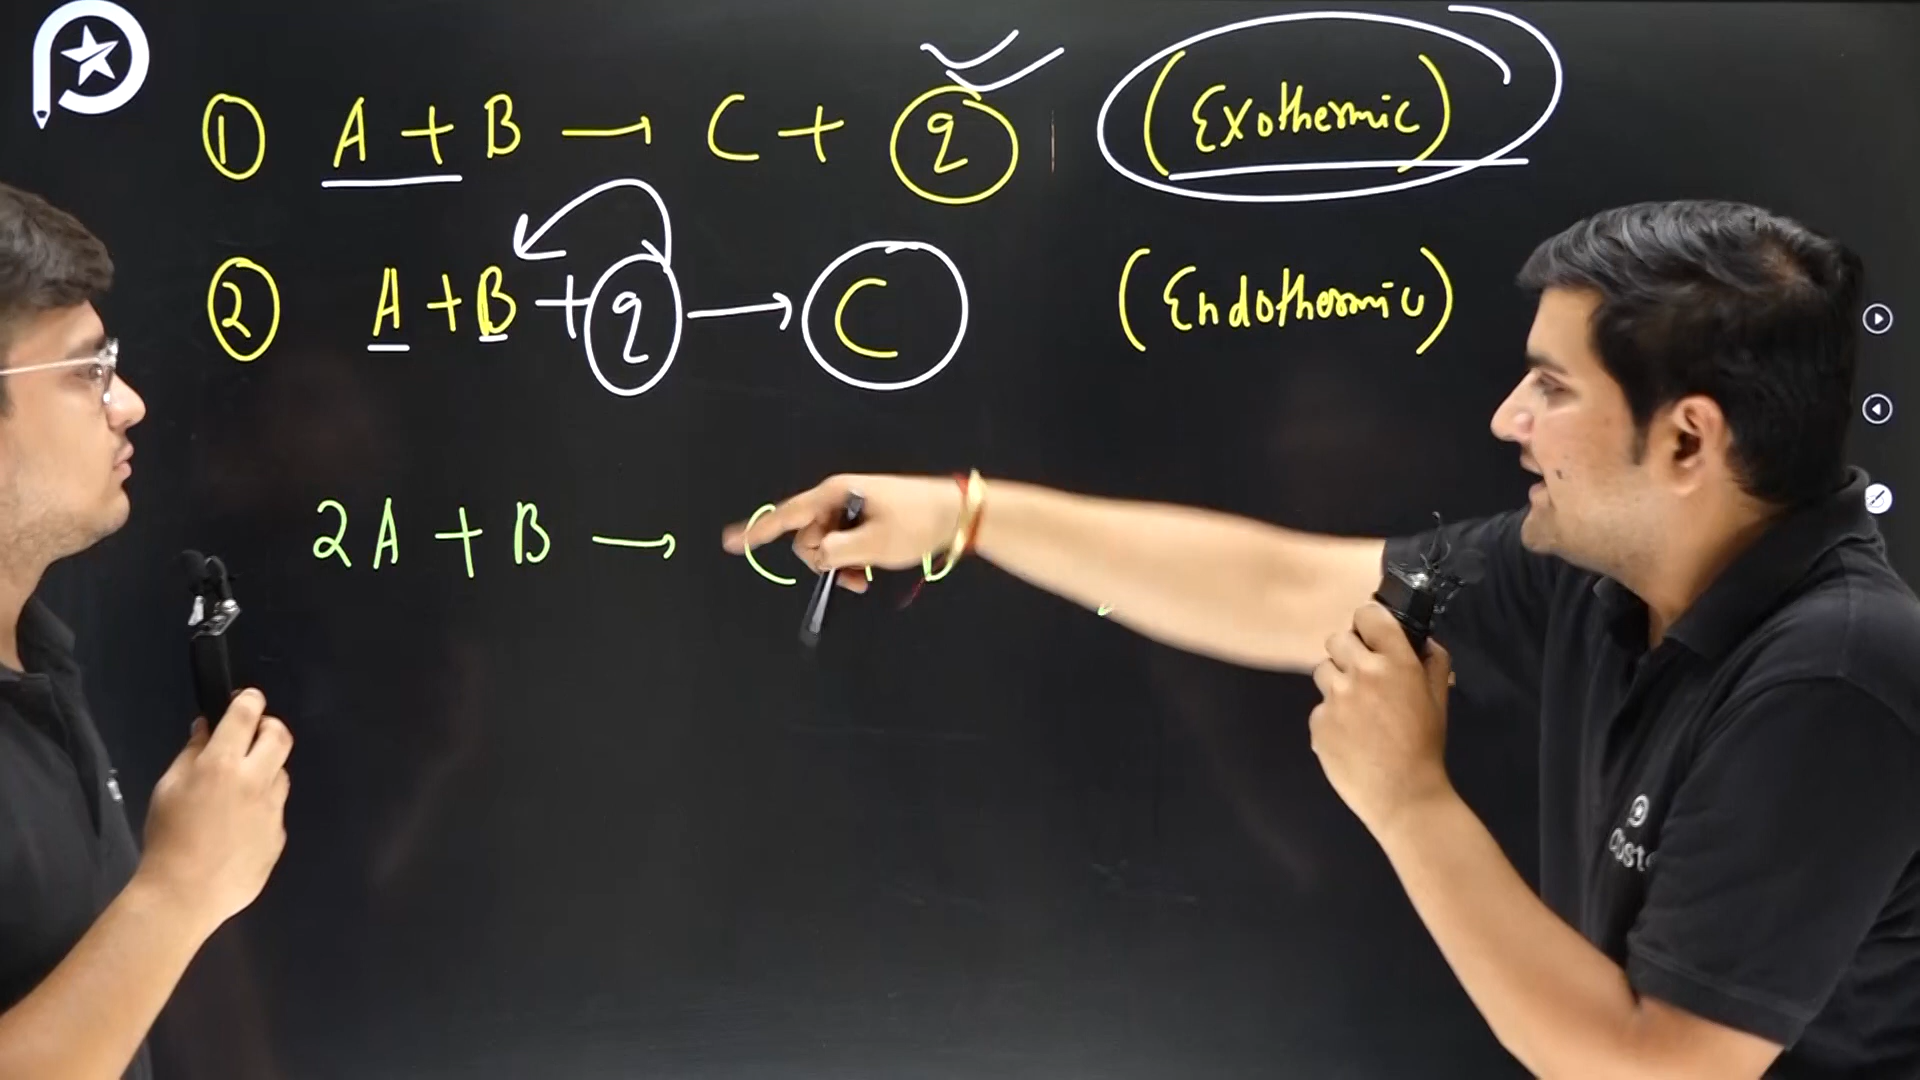 ① A + B → C + q (Exothermic)
② A + B + q → C (Endothermic)
2A + B → C